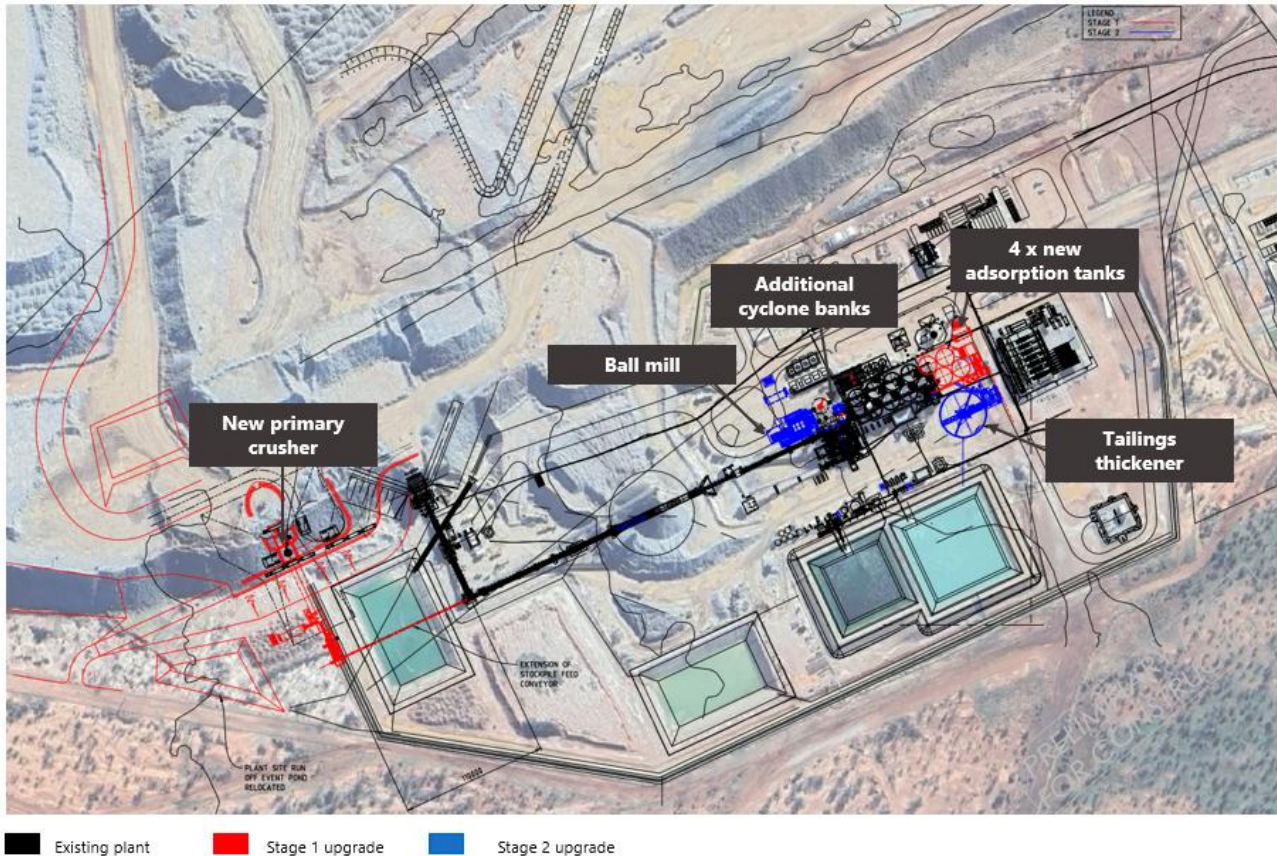 LEGEND
STAGE 1
STAGE 2
4 x new
adsorption tanks
Additional
cyclone banks
Ball mill
New primary
crusher
Tailings
thickener
EXTENSION OF
STOCKPILE FEED
CONVEYOR
PLANT SITE RUN
OFF EVENT POND
RELOCATED
Existing plant
Stage 1 upgrade
Stage 2 upgrade